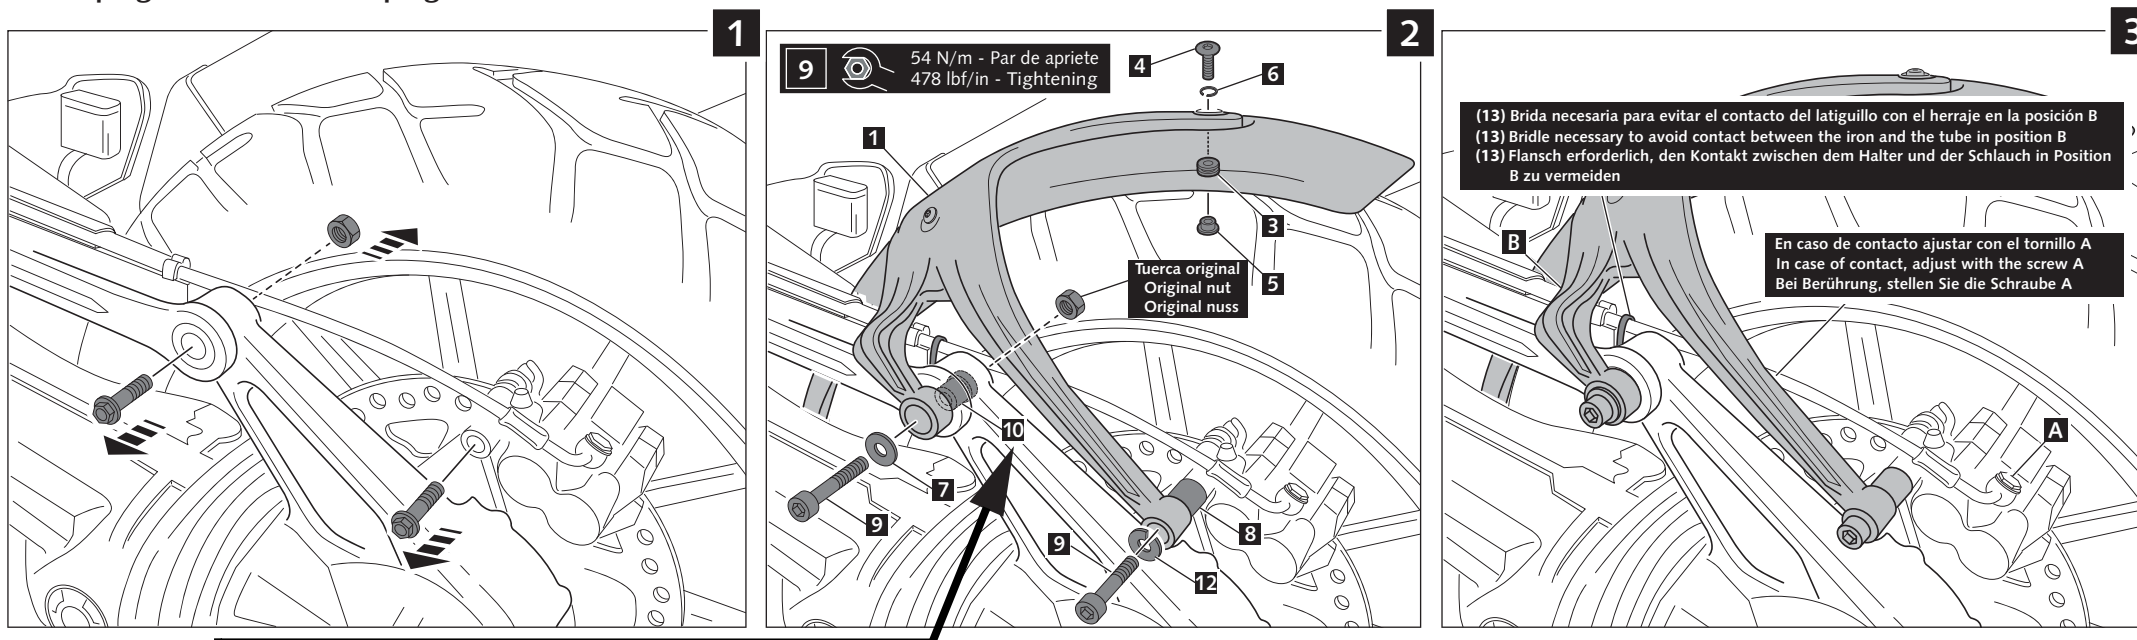 1
2
3
9
54 N/m - Par de apriete
478 lbf/in - Tightening
4
6
1
3
5
Tuerca original
Original nut
Original nuss
10
7
9
8
9
12
(13) Brida necesaria para evitar el contacto del latiguillo con el herraje en la posición B
(13) Bridle necessary to avoid contact between the iron and the tube in position B
(13) Flansch erforderlich, den Kontakt zwischen dem Halter und der Schlauch in Position
B zu vermeiden
B
En caso de contacto ajustar con el tornillo A
In case of contact, adjust with the screw A
Bei Berührung, stellen Sie die Schraube A
A